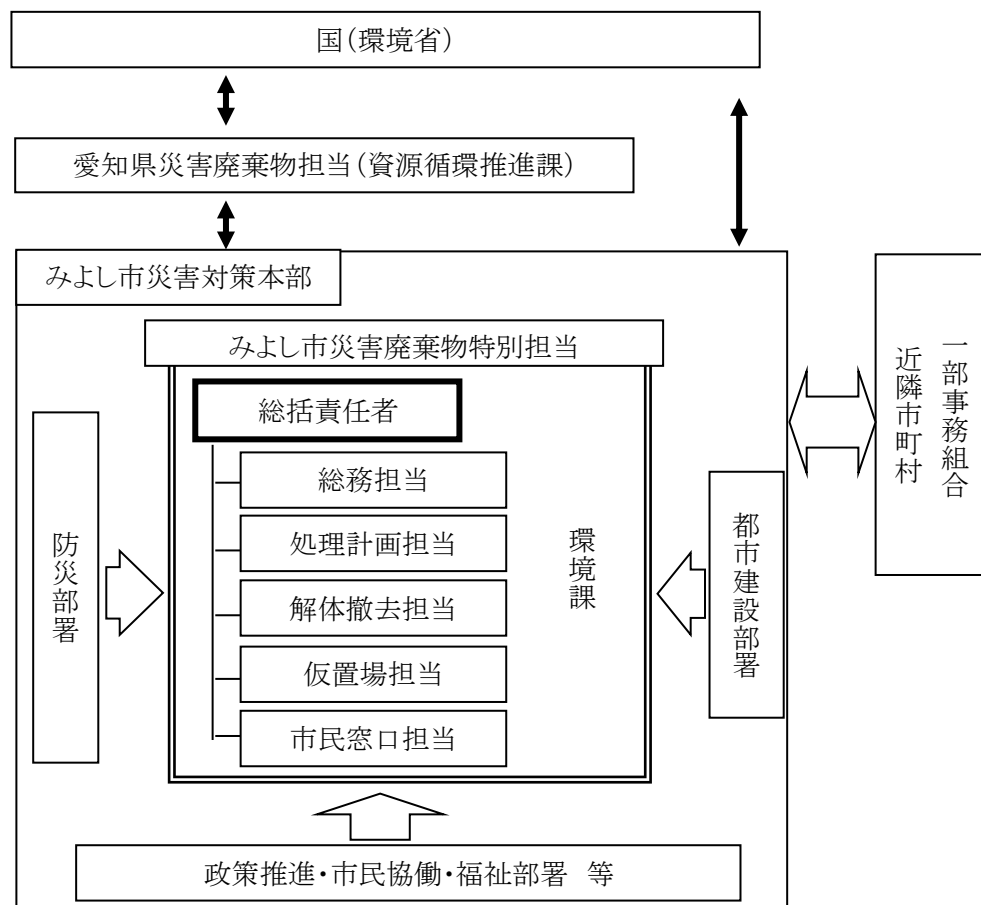 国（環境省）
愛知県災害廃棄物担当（資源循環推進課）
みよし市災害対策本部
みよし市災害廃棄物特別担当
総括責任者
総務担当
処理計画担当
解体撤去担当
仮置場担当
市民窓口担当
環境課
防災部署
都市建設部署
一部事務組合
近隣市町村
政策推進・市民協働・福祉部署　等